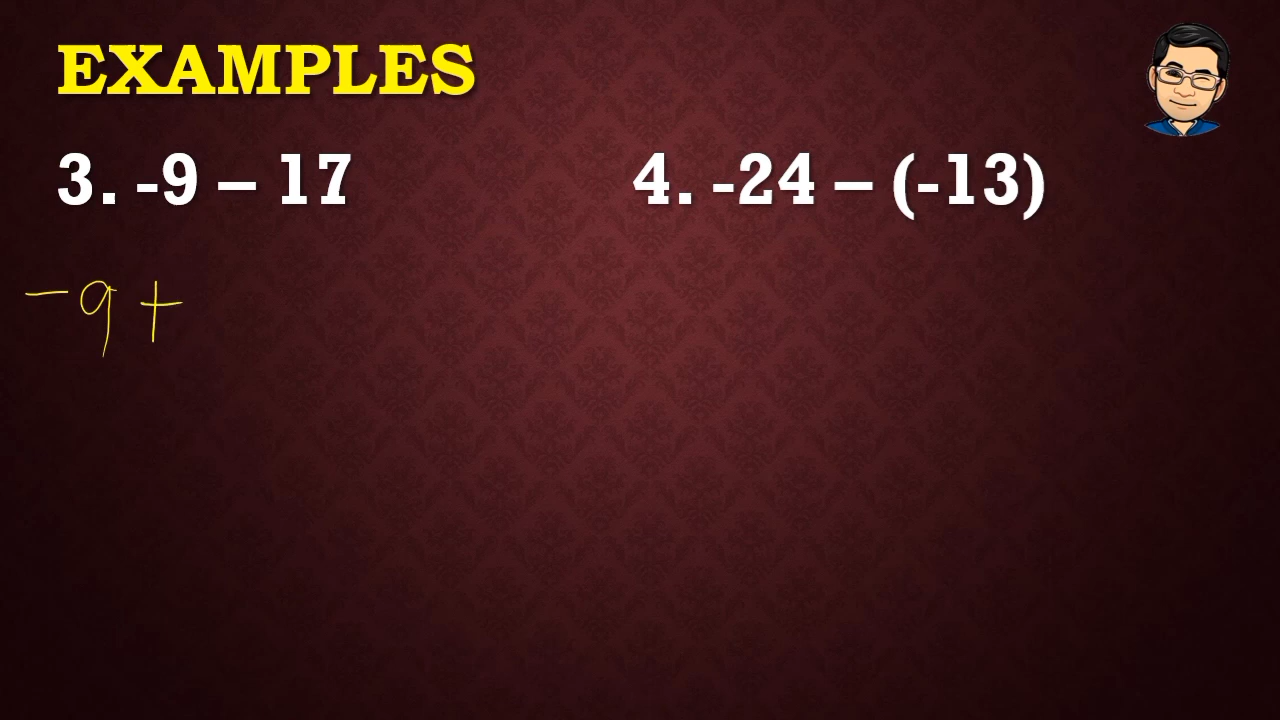 EXAMPLES
3. -9 – 17
4. -24 – (-13)
-9 +